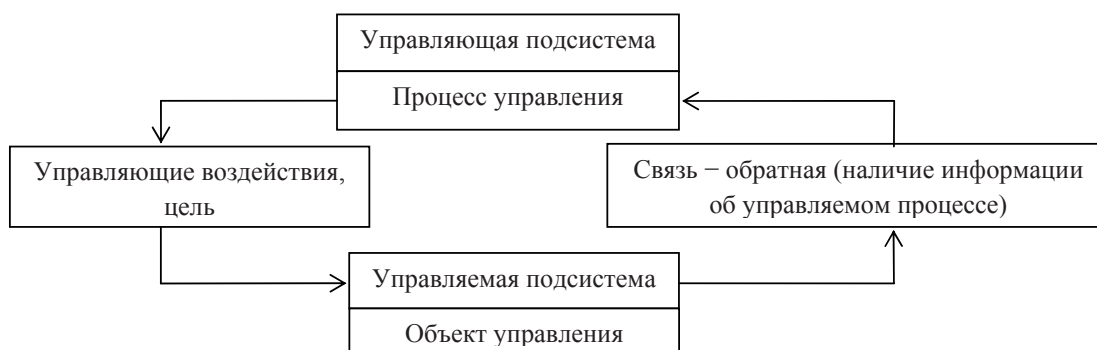 Управляющая подсистема
Процесс управления
Управляющие воздействия,
цель
Связь − обратная (наличие информации
об управляемом процессе)
Управляемая подсистема
Объект управления